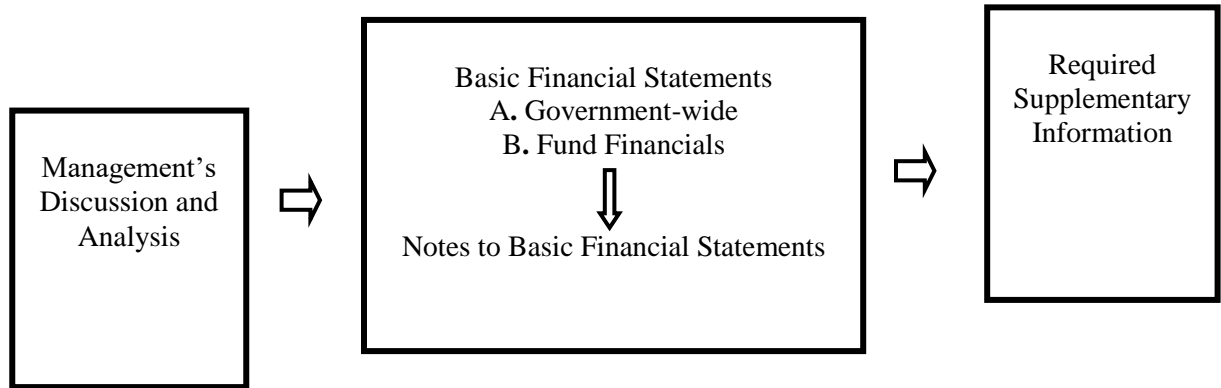 Management’s
Discussion and
Analysis
Basic Financial Statements
A. Government-wide
B. Fund Financials
Notes to Basic Financial Statements
Required
Supplementary
Information